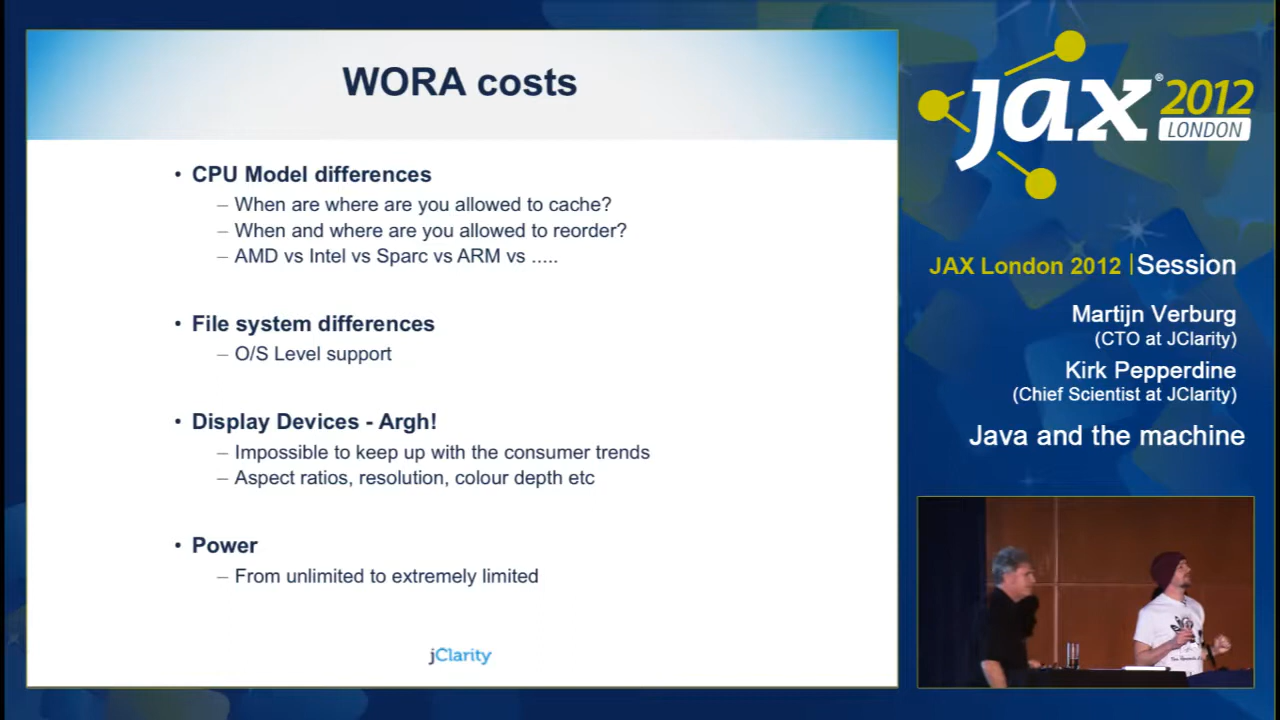 WORA costs
• CPU Model differences
– When are where are you allowed to cache?
– When and where are you allowed to reorder?
– AMD vs Intel vs Sparc vs ARM vs .....
• File system differences
– O/S Level support
• Display Devices - Argh!
– Impossible to keep up with the consumer trends
– Aspect ratios, resolution, colour depth etc
• Power
– From unlimited to extremely limited
jClarity
jax® 2012
LONDON
JAX London 2012 | Session
Martijn Verburg
(CTO at JClarity)
Kirk Pepperdine
(Chief Scientist at JClarity)
Java and the machine